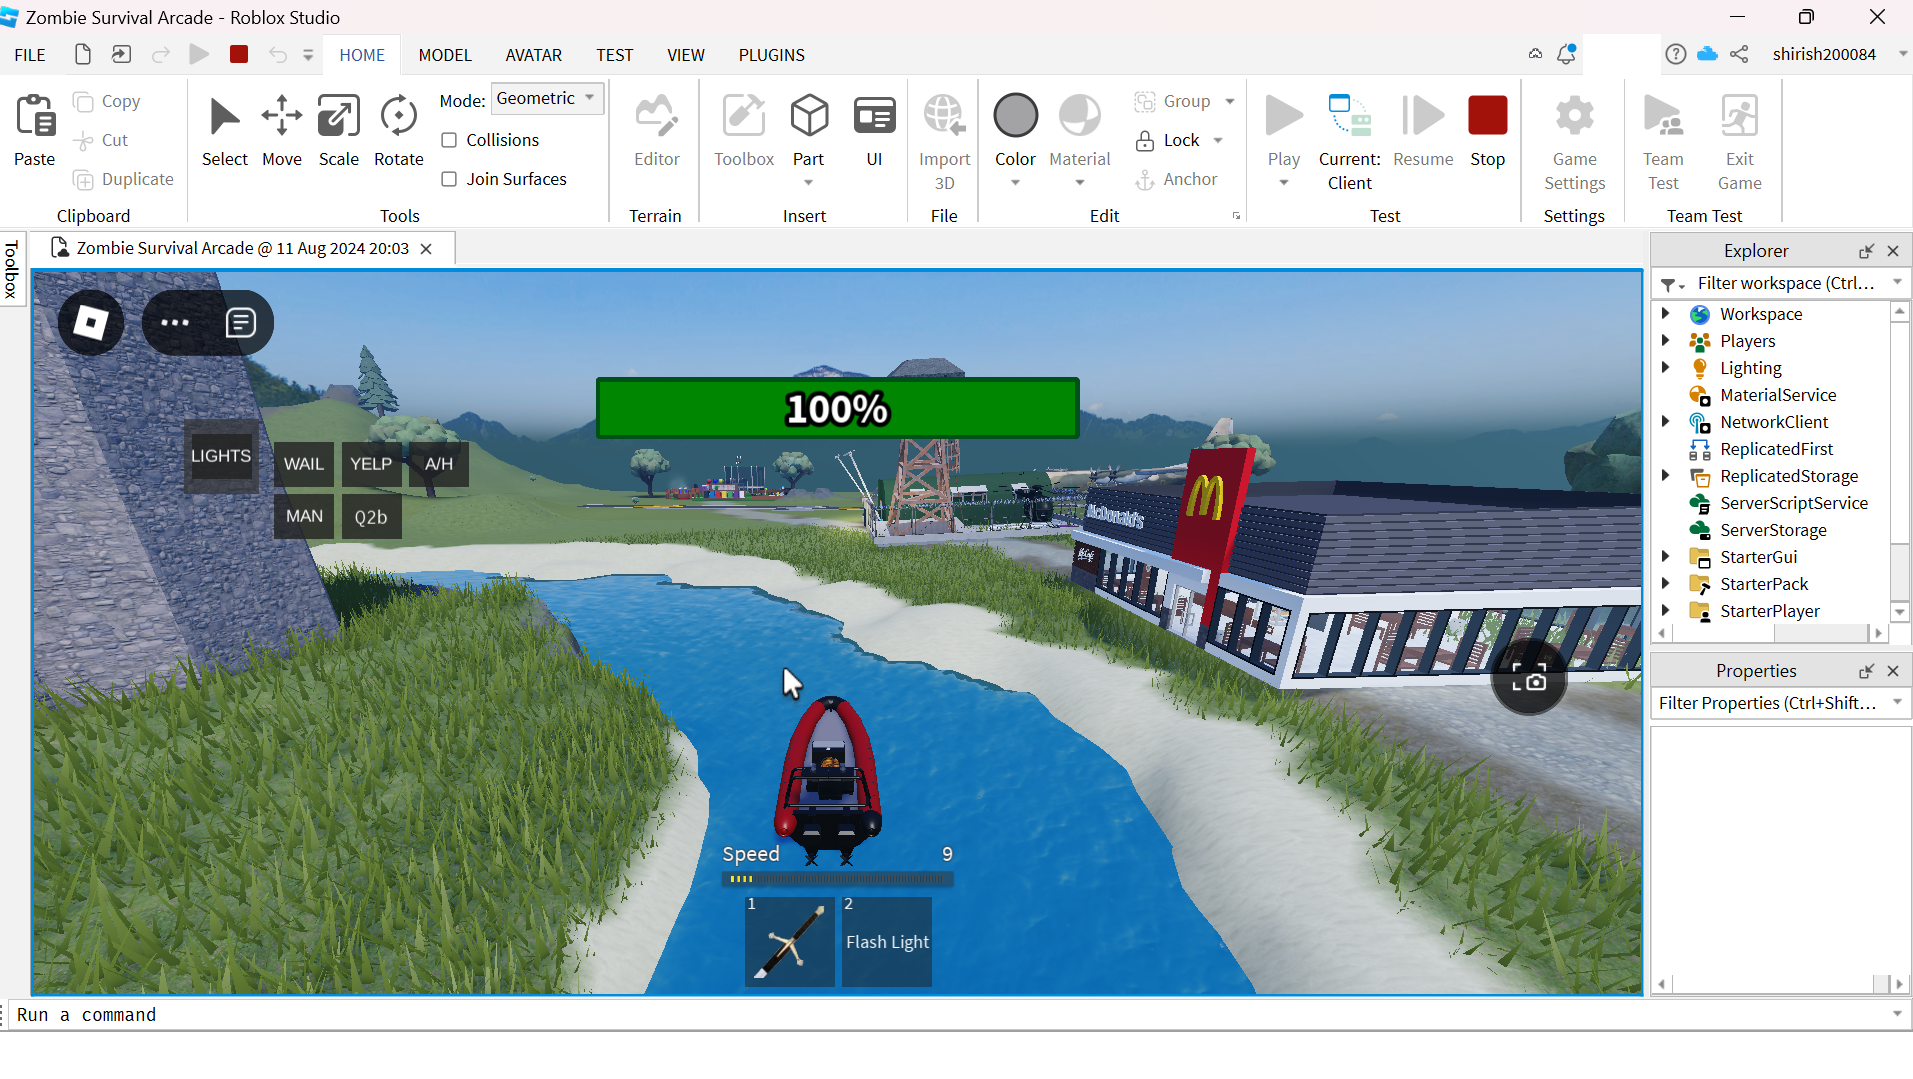 Zombie Survival Arcade - Roblox Studio
FILE HOME MODEL AVATAR TEST VIEW PLUGINS shirish200084
Paste
Copy
Cut
Duplicate
Clipboard
Select Move Scale Rotate
Mode: Geometric
Collisions
Join Surfaces
Tools
Editor
Terrain
Toolbox Part UI
Insert
Import
3D
File
Color Material
Group
Lock
Anchor
Edit
Play Current:
Client
Resume Stop
Test
Game
Settings
Settings
Team
Test
Exit
Game
Team Test
Toolbox
Zombie Survival Arcade @ 11 Aug 2024 20:03
100%
LIGHTS
WAIL YELP A/H
MAN Q2b
McDonald's
McCafé
Speed 9
1
2
Flash Light
Explorer
Filter workspace (Ctrl...
Workspace
Players
Lighting
MaterialService
NetworkClient
ReplicatedFirst
ReplicatedStorage
ServerScriptService
ServerStorage
StarterGui
StarterPack
StarterPlayer
Properties
Filter Properties (Ctrl+Shift...
Run a command